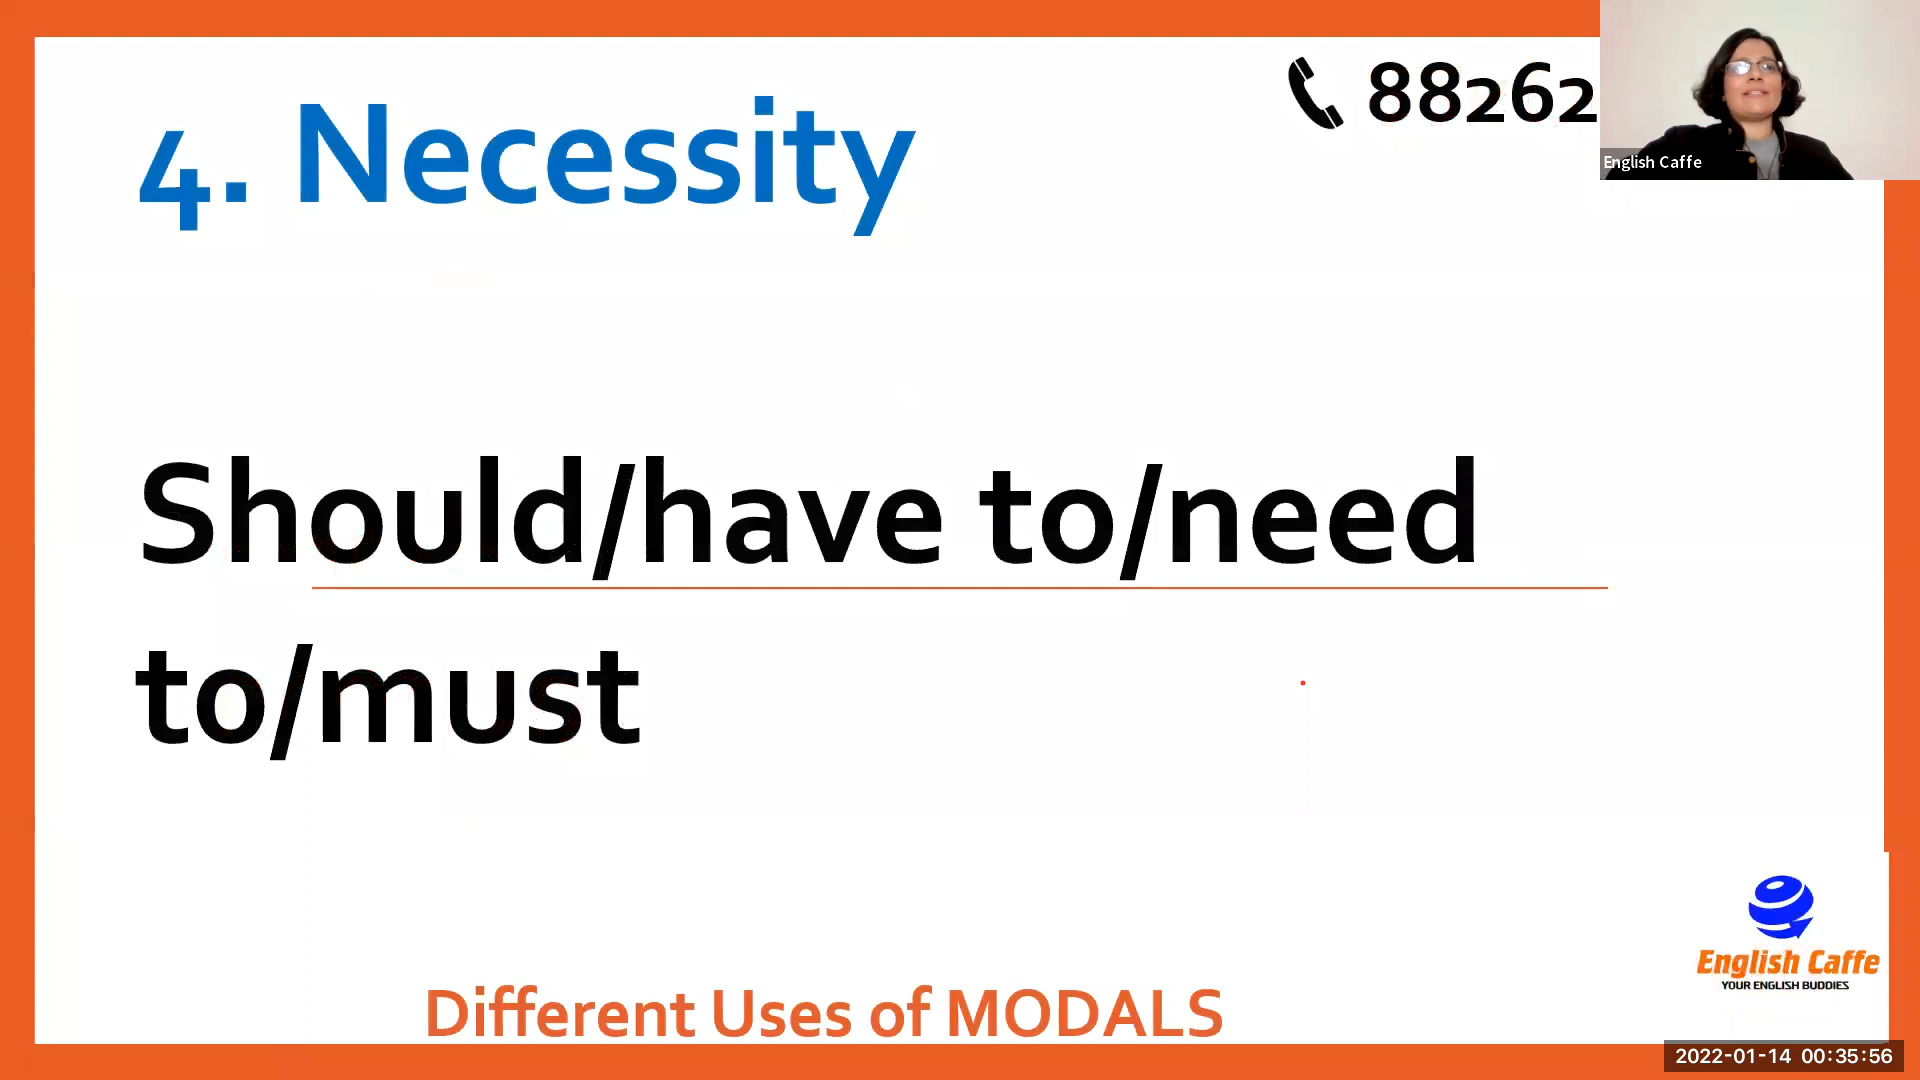 4. Necessity
88262
English Caffe
Should/have to/need
to/must
English Caffe
YOUR ENGLISH BUDDIES
Different Uses of MODALS
2022-01-14 00:35:56